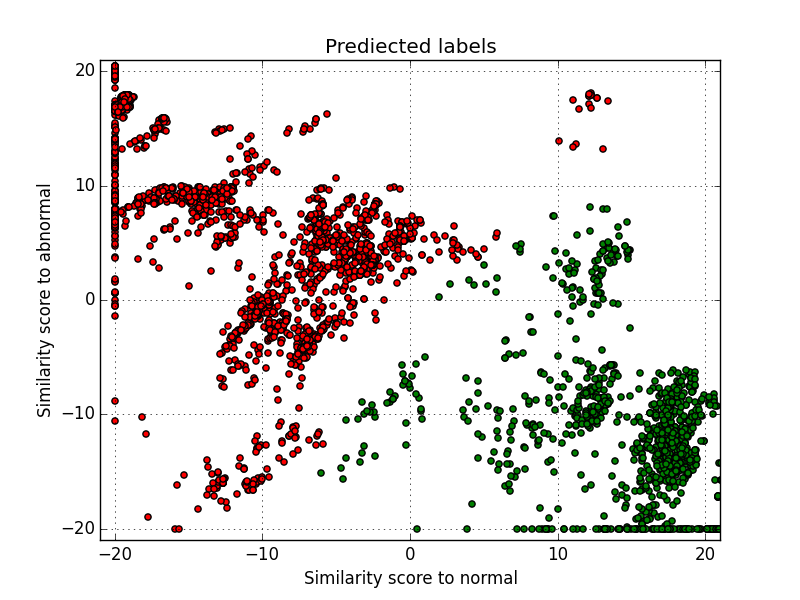 Prediected labels
Similarity score to abnormal
20
10
0
−10
−20
−20 −10 0 10 20
Similarity score to normal